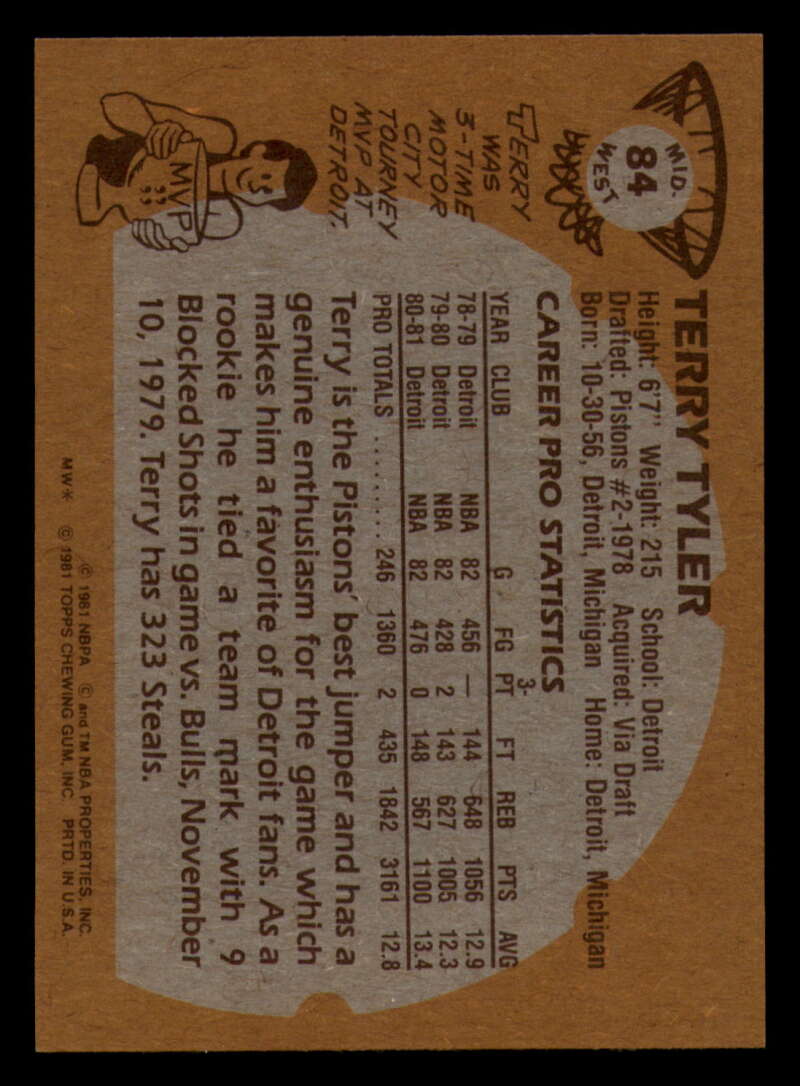 MID-
84
WEST
TERRY TYLER
Height: 6'7" Weight: 215 School: Detroit
Drafted: Pistons #2-1978 Acquired: Via Draft
Born: 10-30-56, Detroit, Michigan Home: Detroit, Michigan
TERRY
WAS
3-TIME
MOTOR
CITY
TOURNEY
MVP AT
DETROIT.
MVP
CAREER PRO STATISTICS
YEAR CLUB G FG 3-PT FT REB PTS AVG
78-79 Detroit NBA 82 456 — 144 648 1056 12.9
79-80 Detroit NBA 82 428 2 143 627 1005 12.3
80-81 Detroit NBA 82 476 0 148 567 1100 13.4
PRO TOTALS .......... 246 1360 2 435 1842 3161 12.8
Terry is the Pistons' best jumper and has a
genuine enthusiasm for the game which
makes him a favorite of Detroit fans. As a
rookie he tied a team mark with 9
Blocked Shots in game vs. Bulls, November
10, 1979. Terry has 323 Steals.
© 1981 NBPA © and TM NBA PROPERTIES, INC.
MW* © 1981 TOPPS CHEWING GUM, INC. PRTD. IN U.S.A.